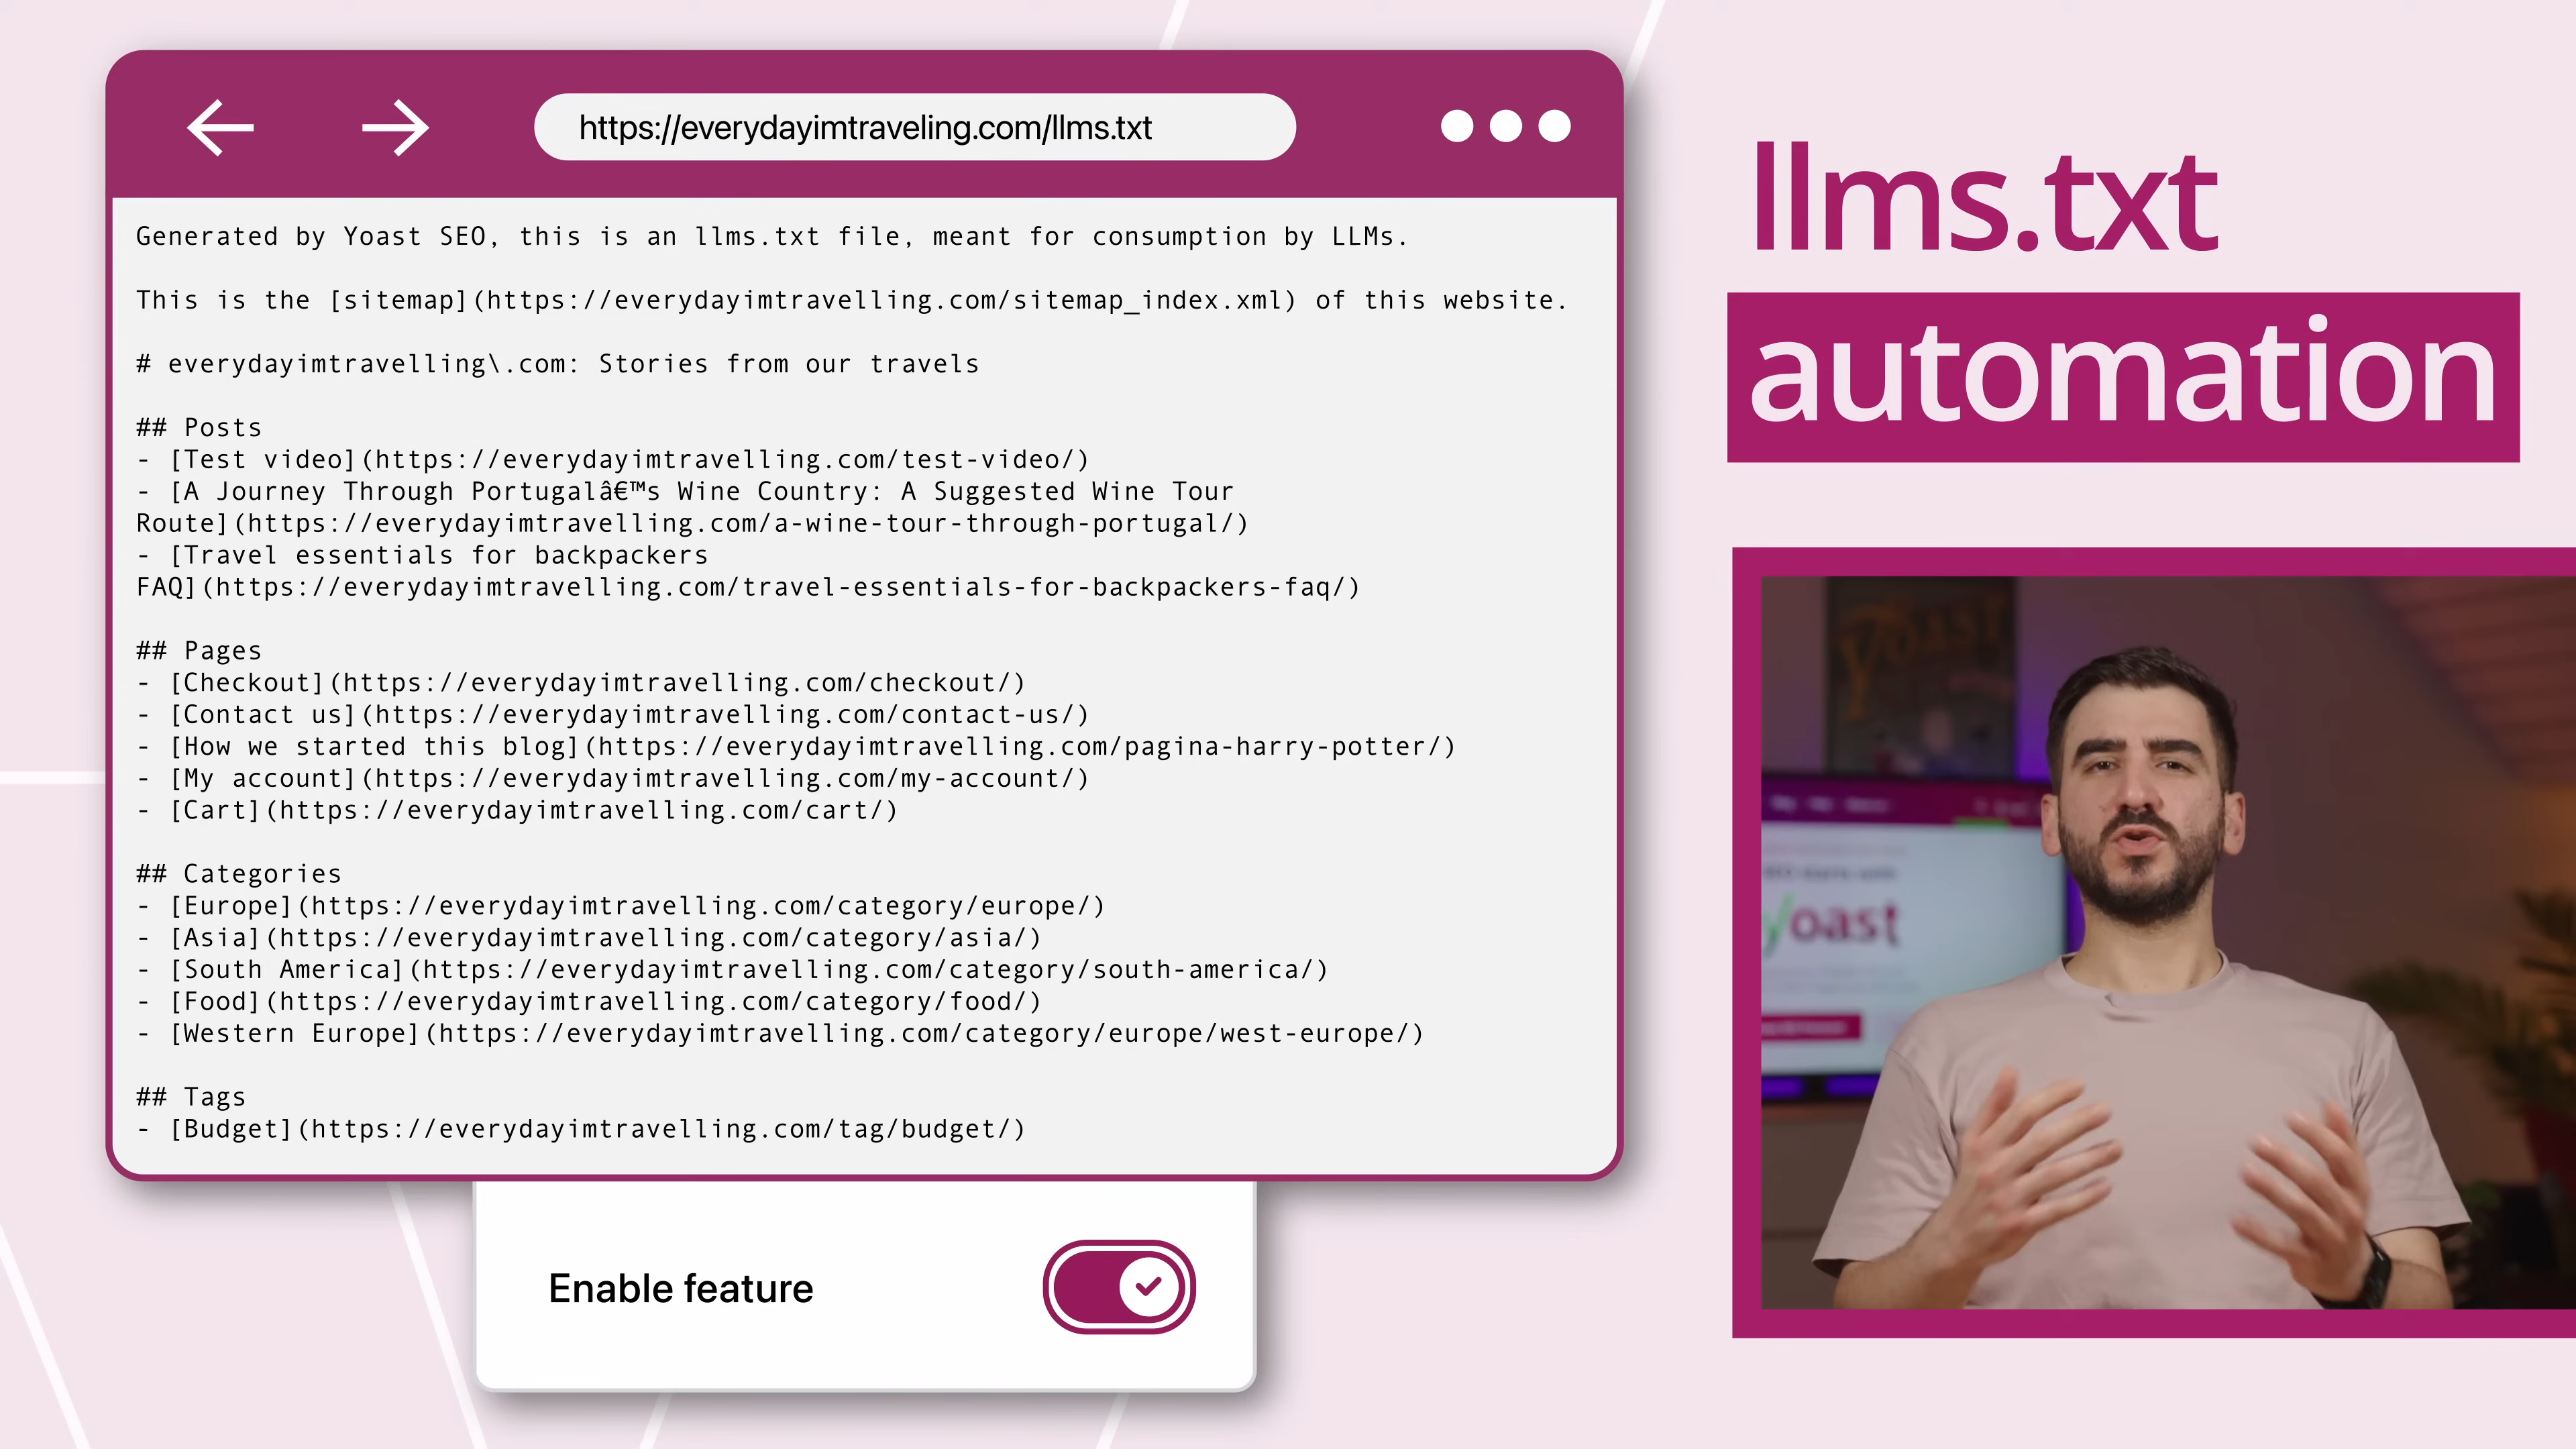 https://everydayimtraveling.com/llms.txt
Generated by Yoast SEO, this is an llms.txt file, meant for consumption by LLMs.
This is the [sitemap](https://everydayimtravelling.com/sitemap_index.xml) of this website.
# everydayimtravelling\.com: Stories from our travels
## Posts
- [Test video](https://everydayimtravelling.com/test-video/)
- [A Journey Through Portugalâ€™s Wine Country: A Suggested Wine Tour
Route](https://everydayimtravelling.com/a-wine-tour-through-portugal/)
- [Travel essentials for backpackers
FAQ](https://everydayimtravelling.com/travel-essentials-for-backpackers-faq/)
## Pages
- [Checkout](https://everydayimtravelling.com/checkout/)
- [Contact us](https://everydayimtravelling.com/contact-us/)
- [How we started this blog](https://everydayimtravelling.com/pagina-harry-potter/)
- [My account](https://everydayimtravelling.com/my-account/)
- [Cart](https://everydayimtravelling.com/cart/)
## Categories
- [Europe](https://everydayimtravelling.com/category/europe/)
- [Asia](https://everydayimtravelling.com/category/asia/)
- [South America](https://everydayimtravelling.com/category/south-america/)
- [Food](https://everydayimtravelling.com/category/food/)
- [Western Europe](https://everydayimtravelling.com/category/europe/west-europe/)
## Tags
- [Budget](https://everydayimtravelling.com/tag/budget/)
Enable feature
llms.txt
automation
YOAST
SEO starts with
yoast